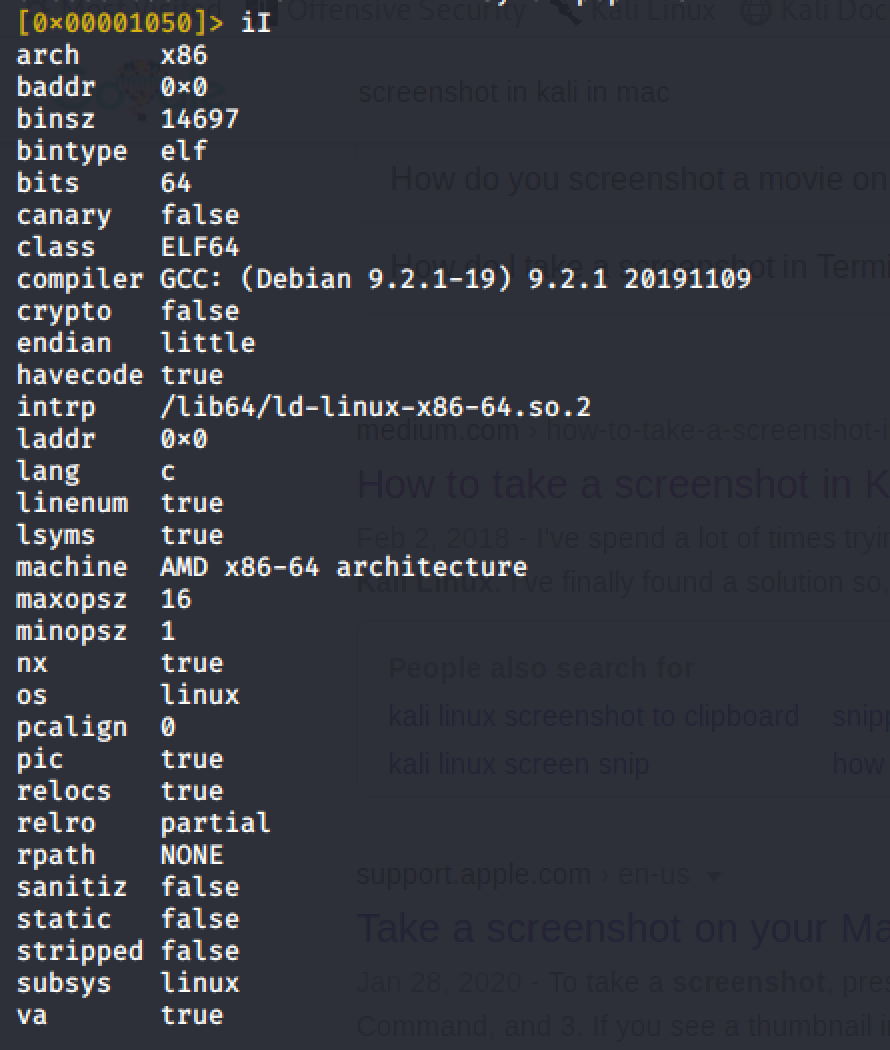 Offensive Security Kali Linux Kali Doc
[0×00001050]> iI
arch x86
baddr 0×0
screenshot in kali in mac
binsz 14697
bintype elf
How do you screenshot a movie on
bits 64
canary false
class ELF64
How do I take a screenshot in Termi
compiler GCC: (Debian 9.2.1-19) 9.2.1 20191109
crypto false
endian little
havecode true
intrp /lib64/ld-linux-x86-64.so.2
medium.com › how-to-take-a-screenshot-i
laddr 0×0
lang c
How to take a screenshot in K
linenum true
lsyms true
Feb 2, 2018 - I've spend a lot of times tryin
machine AMD x86-64 architecture
Kali Linux. I've finally found a solution so,
maxopsz 16
minopsz 1
nx true
People also search for
os linux
kali linux screenshot to clipboard snipp
pcalign 0
pic true
kali linux screen snip how
relocs true
relro partial
rpath NONE
support.apple.com › en-us
sanitiz false
static false
Take a screenshot on your Ma
stripped false
subsys linux
Jan 28, 2020 - To take a screenshot, pres
va true
Command, and 3. If you see a thumbnail